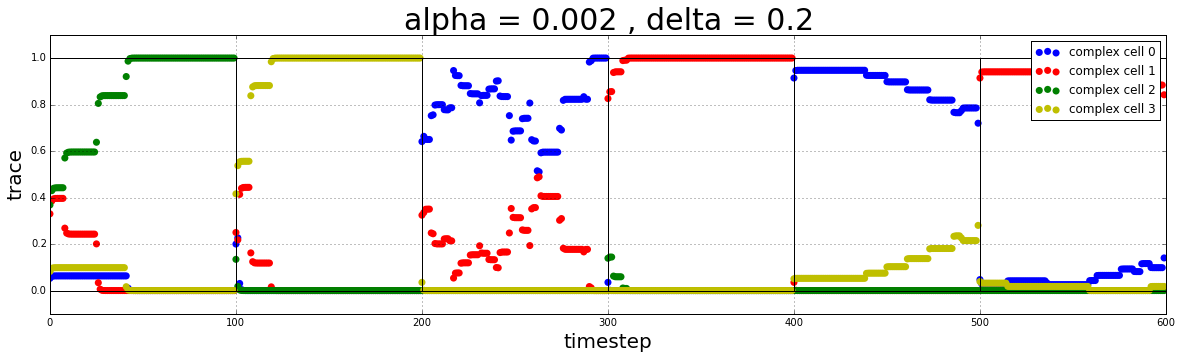 alpha = 0.002 , delta = 0.2
trace
1.0
0.8
0.6
0.4
0.2
0.0
complex cell 0
complex cell 1
complex cell 2
complex cell 3
0 100 200 300 400 500 600
timestep